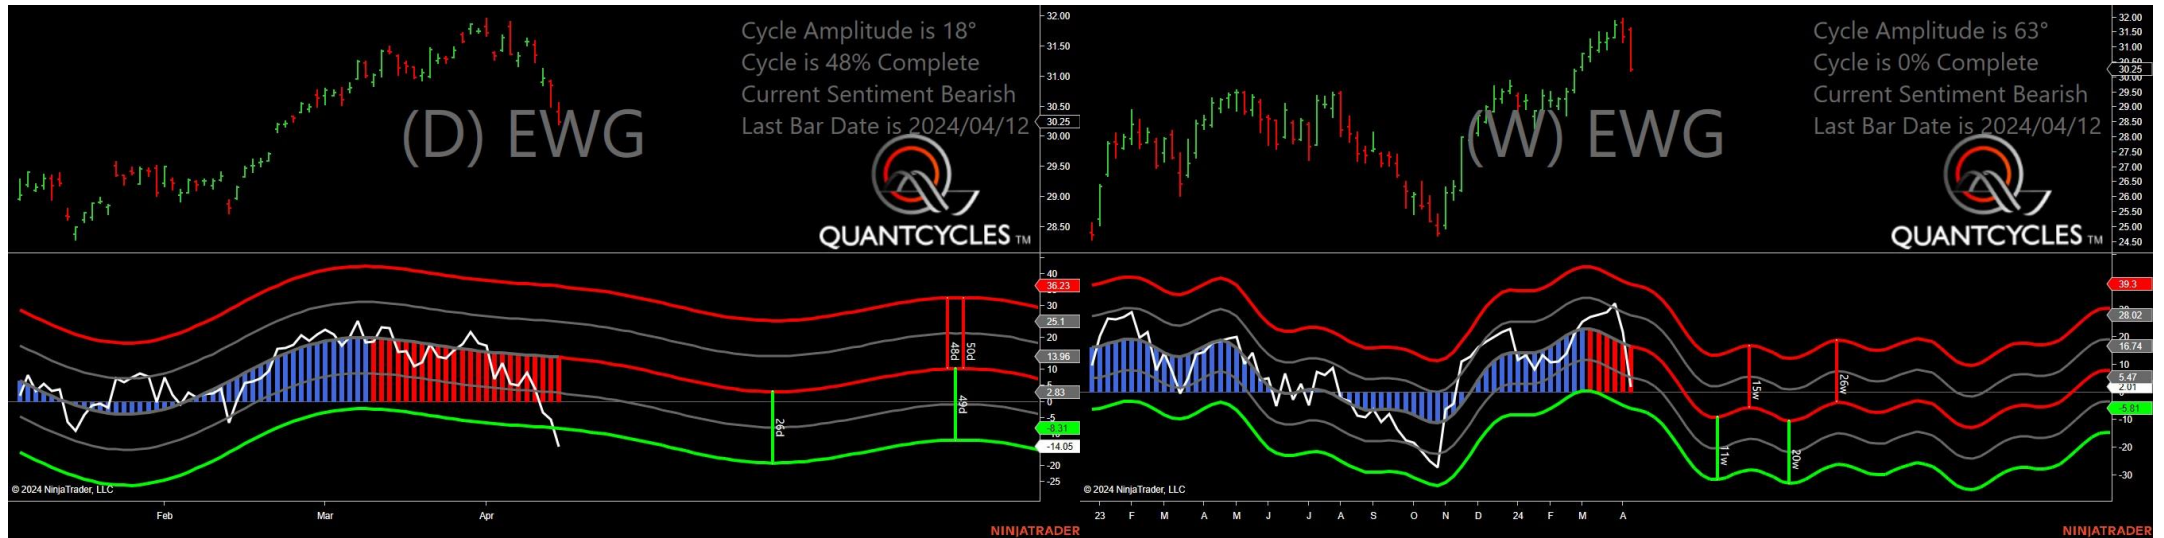 Cycle Amplitude is 18°
Cycle is 48% Complete
Current Sentiment Bearish
Last Bar Date is 2024/04/12
(D) EWG
QUANTCYCLES TM
32.00
31.50
31.00
30.50
30.25
30.00
29.50
29.00
28.50
40
36.23
30
25.1
20
13.96
10
5
2.83
0
-5
-8.31
-14.05
-20
-25
48d
50d
49d
26d
© 2024 NinjaTrader, LLC
Feb
Mar
Apr
NINJATRADER
Cycle Amplitude is 63°
Cycle is 0% Complete
Current Sentiment Bearish
Last Bar Date is 2024/04/12
(W) EWG
QUANTCYCLES TM
32.00
31.50
31.00
30.25
29.50
29.00
28.50
28.00
27.50
27.00
26.50
26.00
25.50
25.00
24.50
39.3
28.02
20
16.74
10
5.47
2.01
-5.81
-10
-20
-30
15w
26w
11w
20w
© 2024 NinjaTrader, LLC
23
F
M
A
M
J
J
A
S
O
N
D
24
F
M
A
NINJATRADER